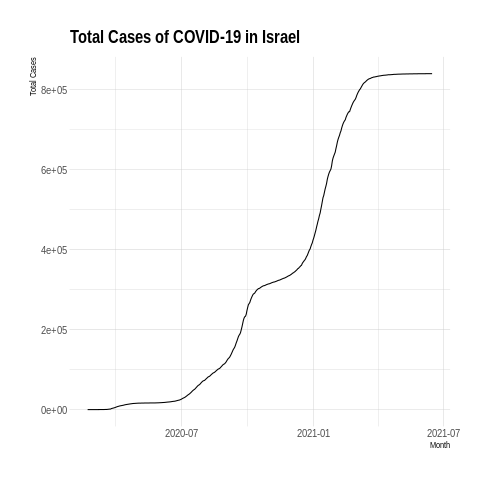 Total Cases of COVID-19 in Israel
Total Cases
8e+05
6e+05
4e+05
2e+05
0e+00
2020-07
2021-01
2021-07
Month